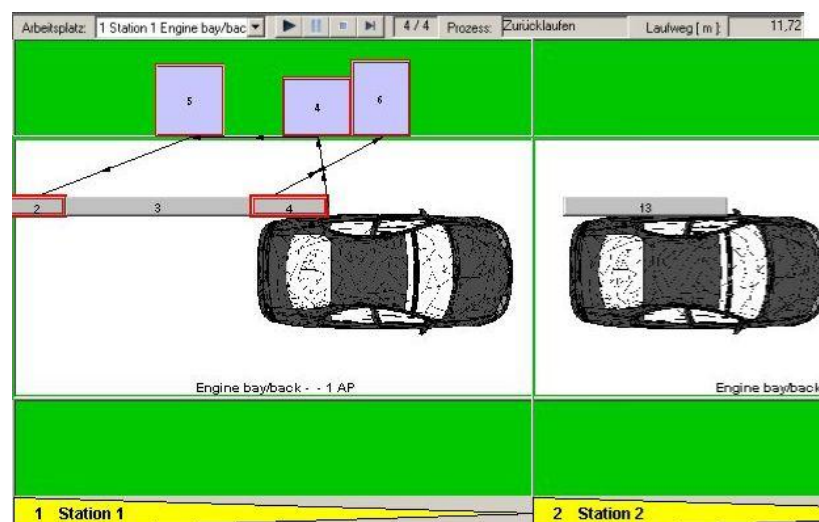 Arbeitsplatz: 1 Station 1 Engine bay/bac 4 / 4 Prozess: Zurücklaufen Laufweg [ m ]: 11,72
5 4 6
2 3 4 13
Engine bay/back - - 1 AP Engine bay/back
1 Station 1 2 Station 2